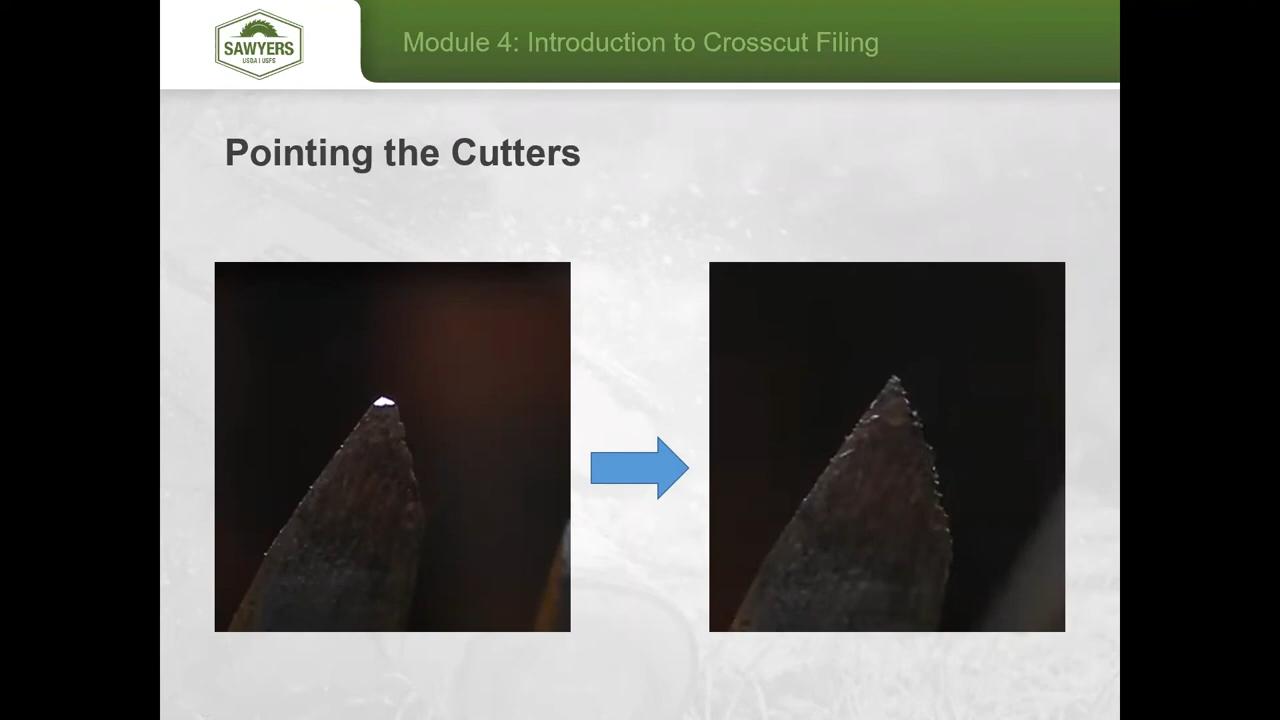 SAWYERS
USDA | USFS
Module 4: Introduction to Crosscut Filing
Pointing the Cutters